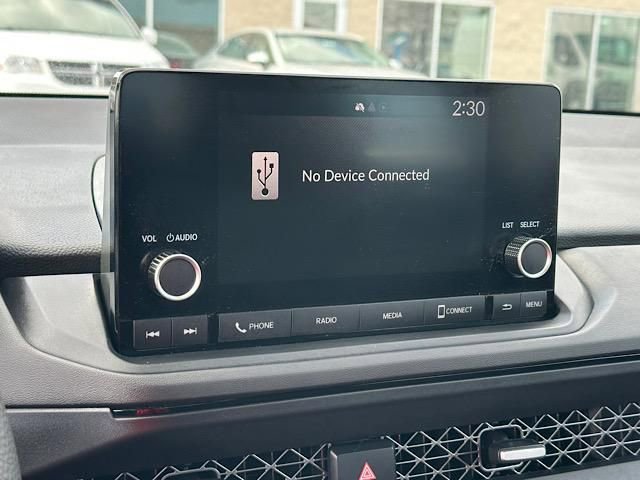 2:30
No Device Connected
VOL AUDIO
LIST SELECT
PHONE RADIO MEDIA CONNECT MENU